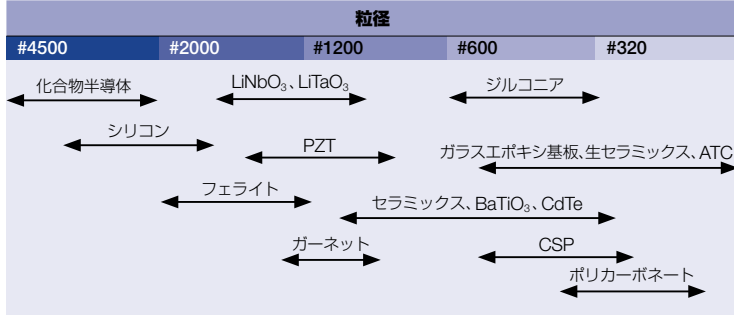 粒径
#4500 #2000 #1200 #600 #320
化合物半導体 LiNbO₃、LiTaO₃ ジルコニア
シリコン PZT ガラスエポキシ基板、生セラミックス、ATC
フェライト セラミックス、BaTiO₃、CdTe
ガーネット CSP
ポリカーボネート